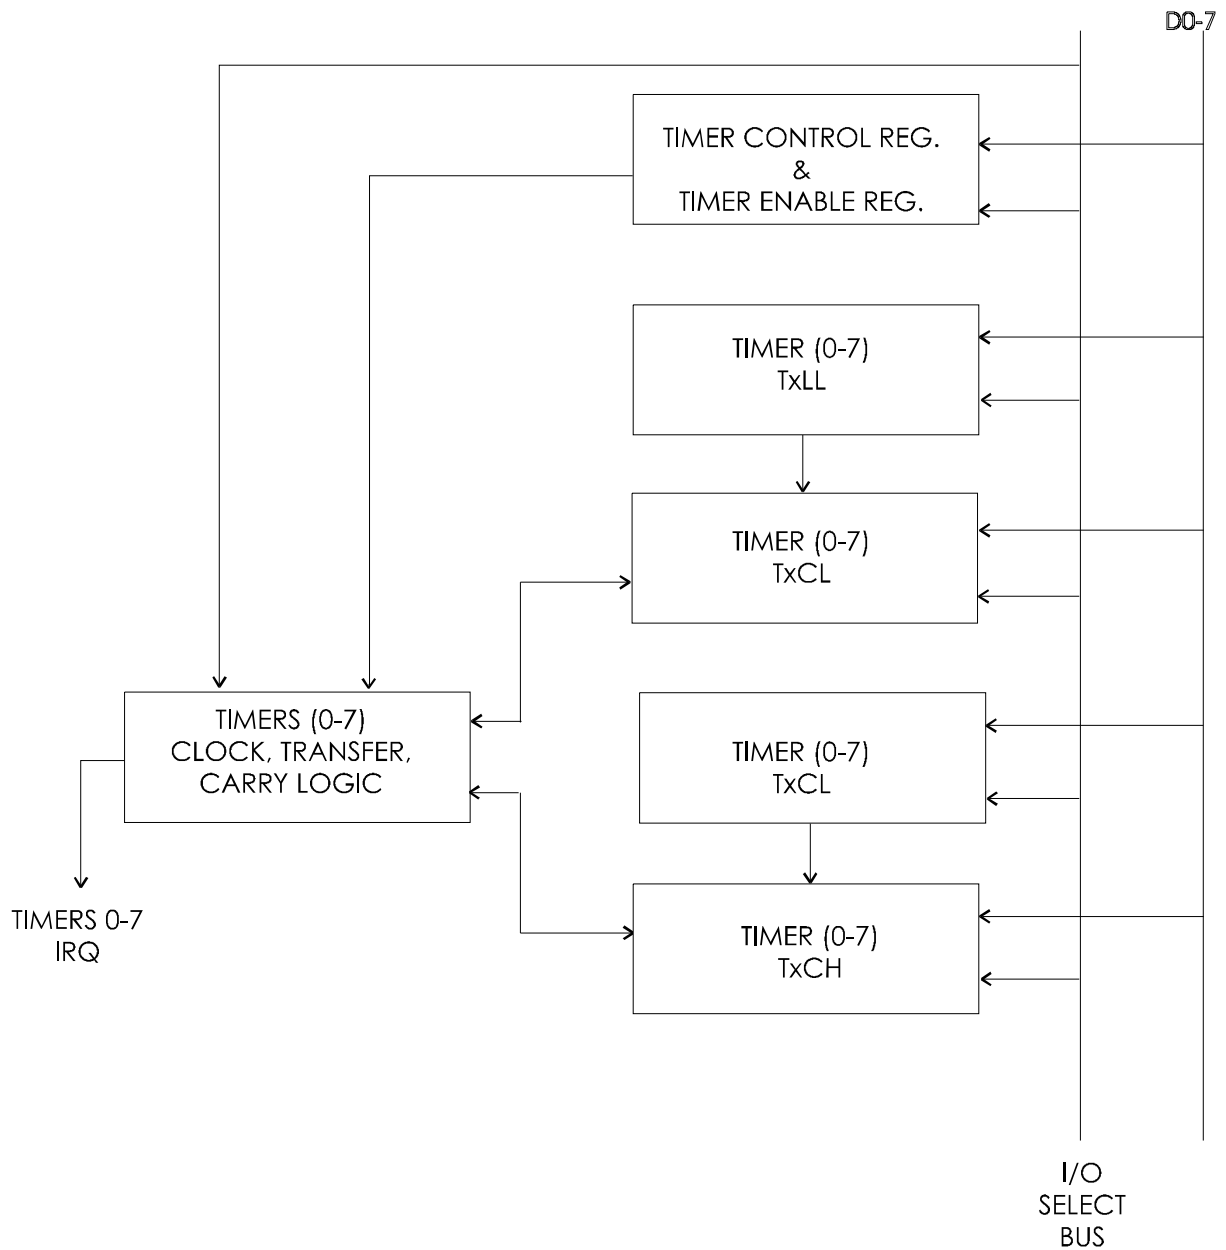 D0-7
TIMER CONTROL REG.
&
TIMER ENABLE REG.
TIMER (0-7)
TxLL
TIMER (0-7)
TxCL
TIMERS (0-7)
CLOCK, TRANSFER,
CARRY LOGIC
TIMER (0-7)
TxCL
TIMERS 0-7
IRQ
TIMER (0-7)
TxCH
I/O
SELECT
BUS